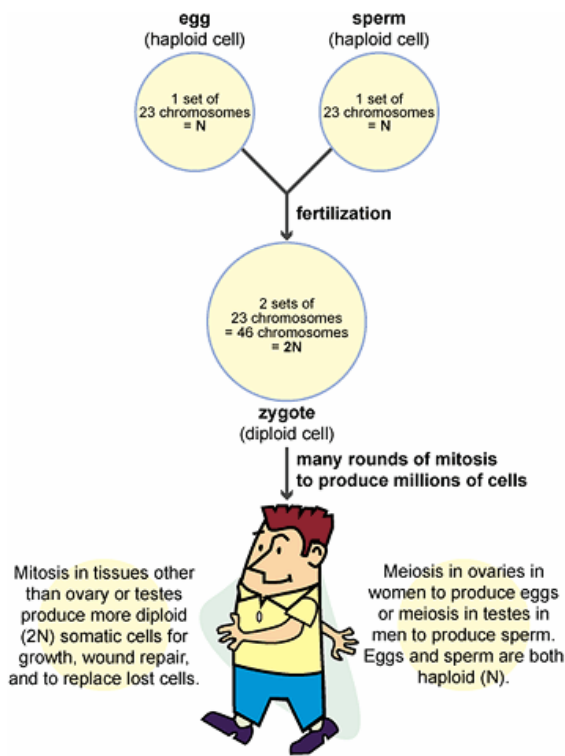 egg
(haploid cell)
sperm
(haploid cell)
1 set of
23 chromosomes
= N
1 set of
23 chromosomes
= N
fertilization
2 sets of
23 chromosomes
= 46 chromosomes
= 2N
zygote
(diploid cell)
many rounds of mitosis
to produce millions of cells
Mitosis in tissues other
than ovary or testes
produce more diploid
(2N) somatic cells for
growth, wound repair,
and to replace lost cells.
Meiosis in ovaries in
women to produce eggs
or meiosis in testes in
men to produce sperm.
Eggs and sperm are both
haploid (N).